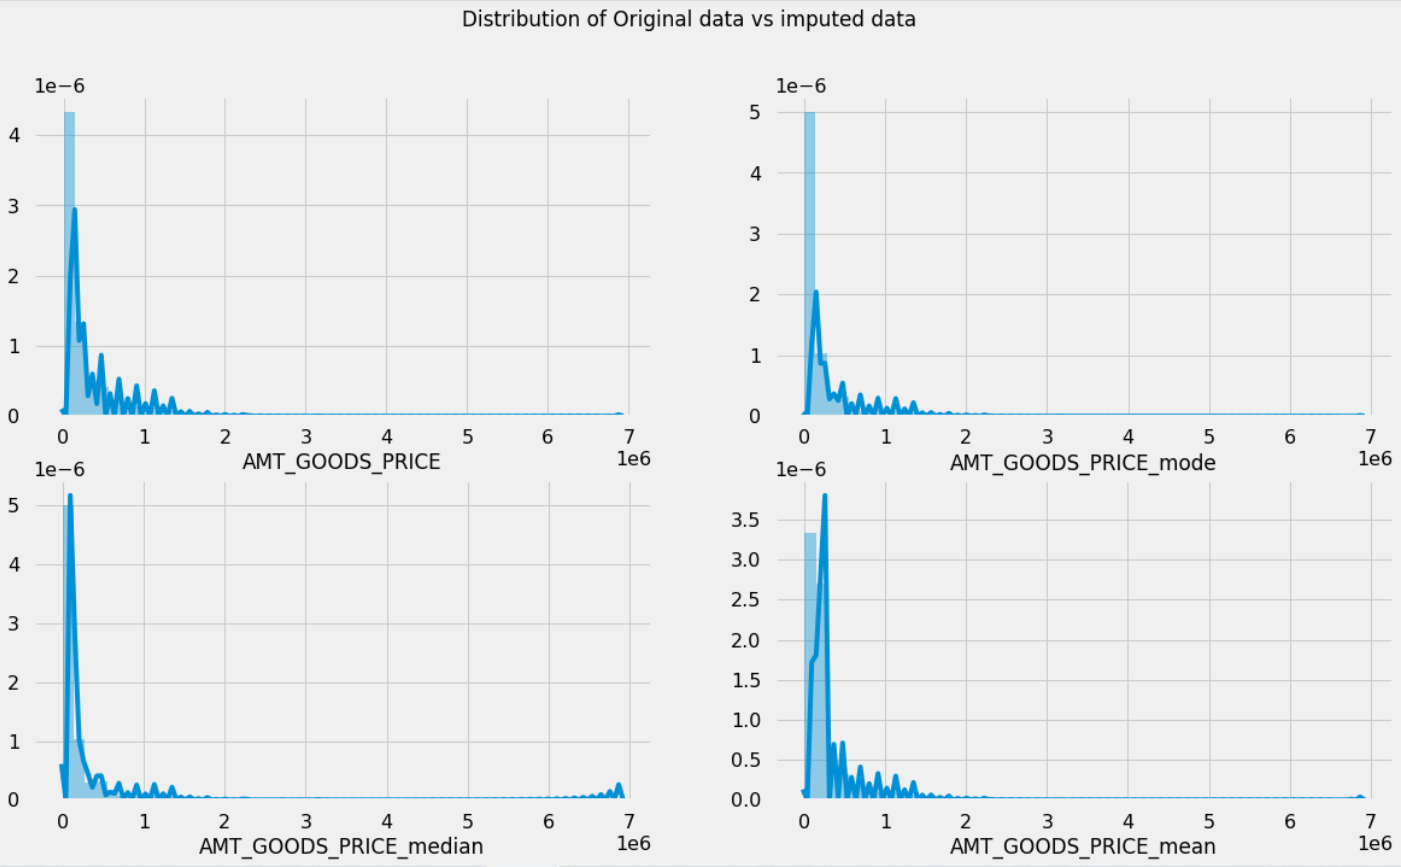 Distribution of Original data vs imputed data
1e−6
4
3
2
1
0
0 1 2 3 4 5 6 7
1e6
AMT_GOODS_PRICE
1e−6
5
4
3
2
1
0
0 1 2 3 4 5 6 7
1e6
AMT_GOODS_PRICE_mode
1e−6
5
4
3
2
1
0
0 1 2 3 4 5 6 7
1e6
AMT_GOODS_PRICE_median
1e−6
3.5
3.0
2.5
2.0
1.5
1.0
0.5
0.0
0 1 2 3 4 5 6 7
1e6
AMT_GOODS_PRICE_mean